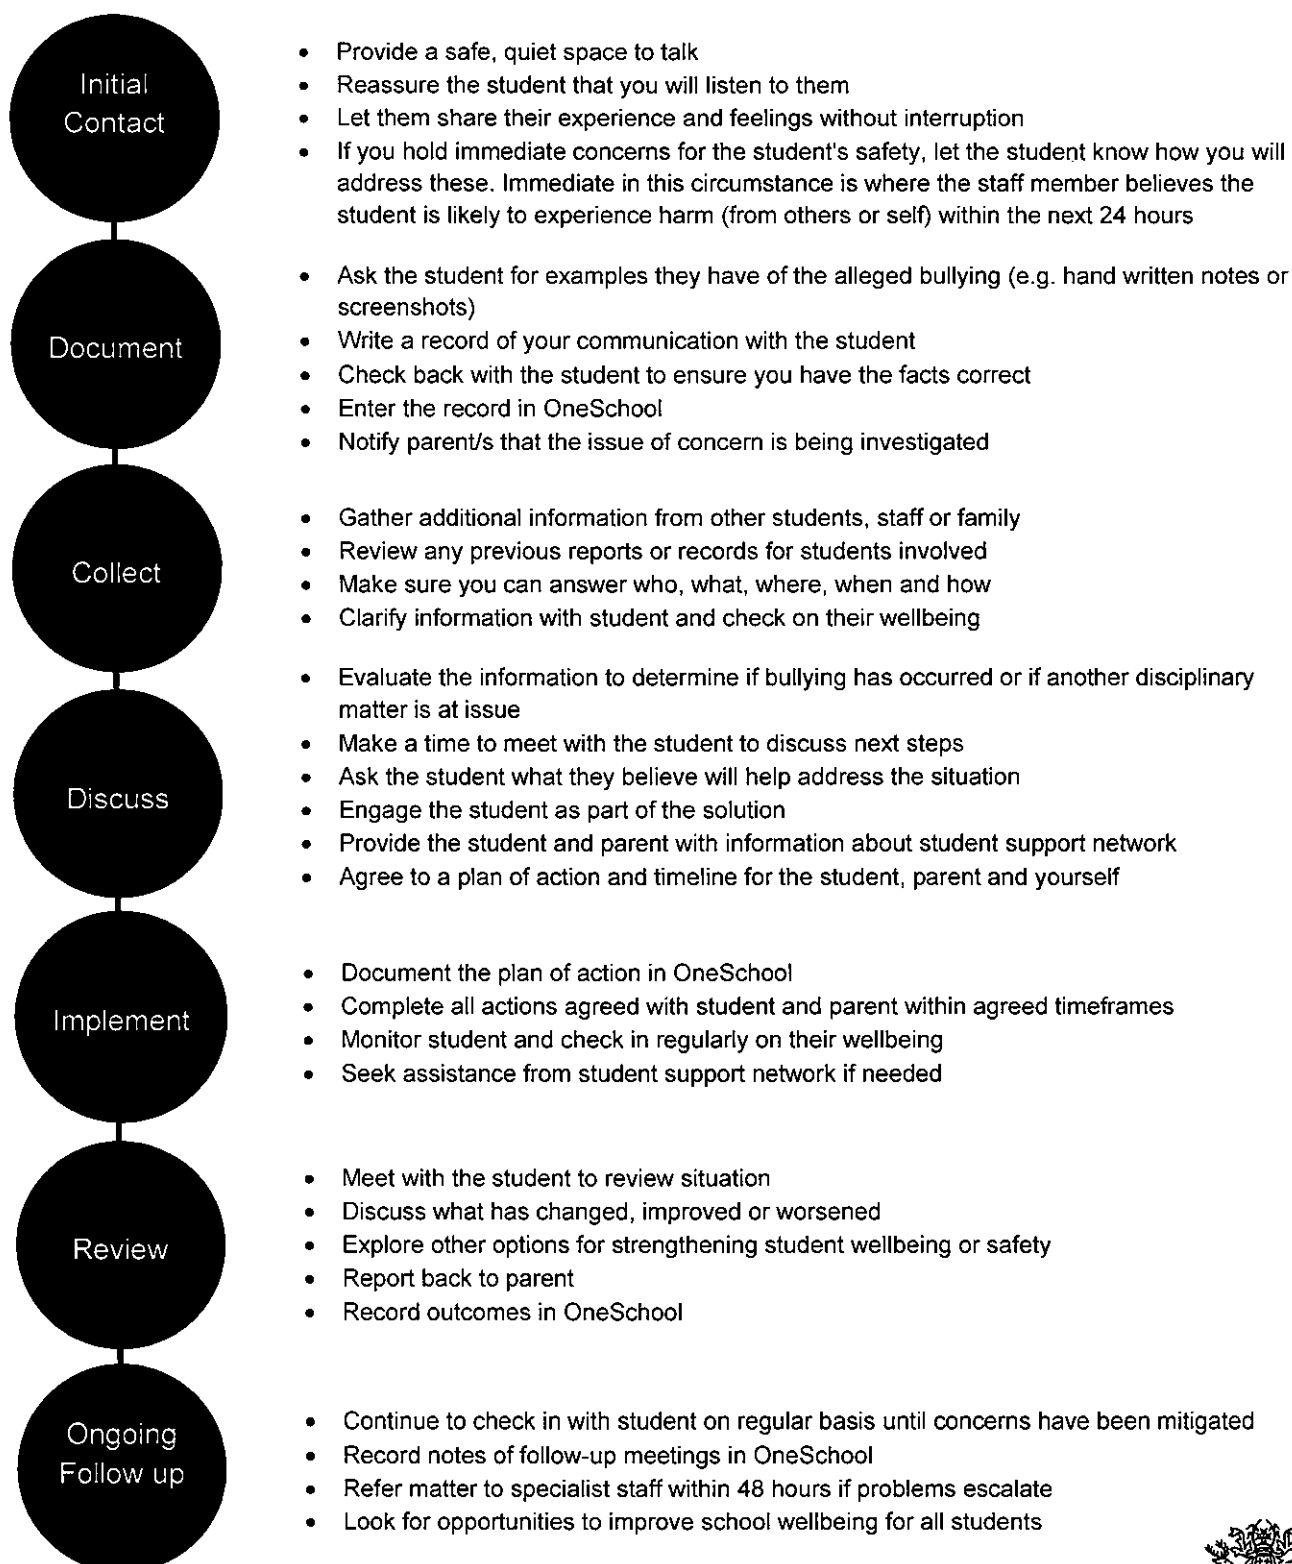 Initial
Contact
• Provide a safe, quiet space to talk
• Reassure the student that you will listen to them
• Let them share their experience and feelings without interruption
• If you hold immediate concerns for the student's safety, let the student know how you will
address these. Immediate in this circumstance is where the staff member believes the
student is likely to experience harm (from others or self) within the next 24 hours
Document
• Ask the student for examples they have of the alleged bullying (e.g. hand written notes or
screenshots)
• Write a record of your communication with the student
• Check back with the student to ensure you have the facts correct
• Enter the record in OneSchool
• Notify parent/s that the issue of concern is being investigated
Collect
• Gather additional information from other students, staff or family
• Review any previous reports or records for students involved
• Make sure you can answer who, what, where, when and how
• Clarify information with student and check on their wellbeing
Discuss
• Evaluate the information to determine if bullying has occurred or if another disciplinary
matter is at issue
• Make a time to meet with the student to discuss next steps
• Ask the student what they believe will help address the situation
• Engage the student as part of the solution
• Provide the student and parent with information about student support network
• Agree to a plan of action and timeline for the student, parent and yourself
Implement
• Document the plan of action in OneSchool
• Complete all actions agreed with student and parent within agreed timeframes
• Monitor student and check in regularly on their wellbeing
• Seek assistance from student support network if needed
Review
• Meet with the student to review situation
• Discuss what has changed, improved or worsened
• Explore other options for strengthening student wellbeing or safety
• Report back to parent
• Record outcomes in OneSchool
Ongoing
Follow up
• Continue to check in with student on regular basis until concerns have been mitigated
• Record notes of follow-up meetings in OneSchool
• Refer matter to specialist staff within 48 hours if problems escalate
• Look for opportunities to improve school wellbeing for all students